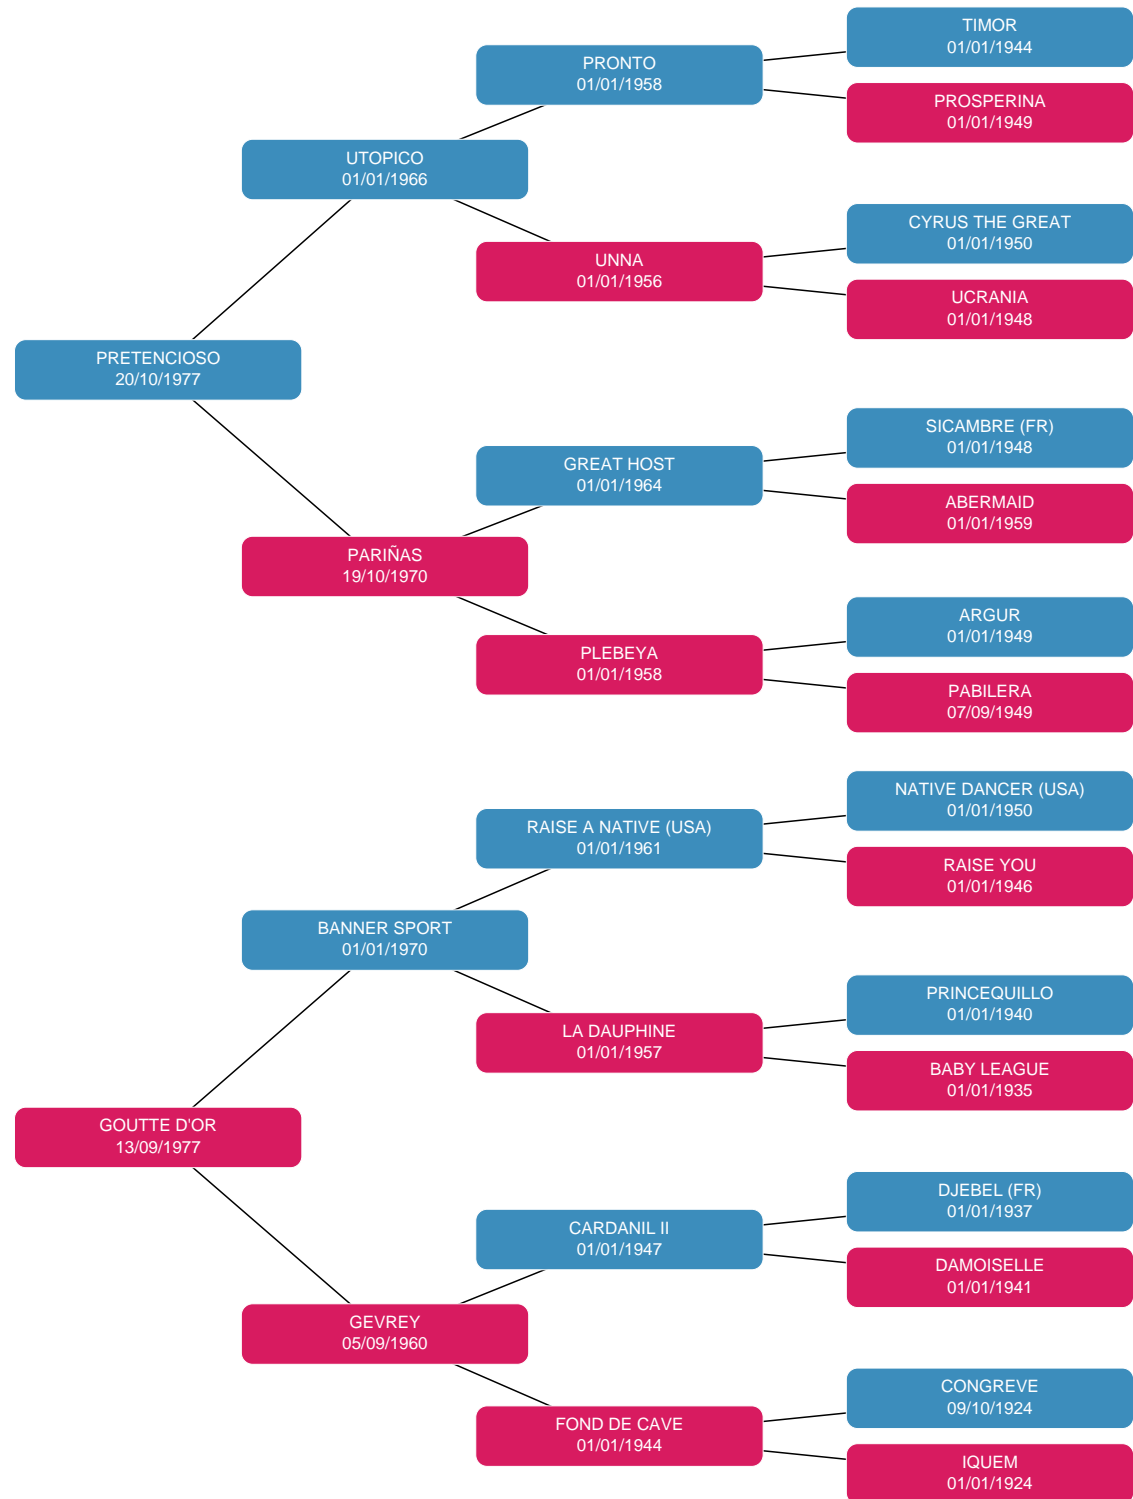 TIMOR
01/01/1944
PRONTO
01/01/1958
PROSPERINA
01/01/1949
UTOPICO
01/01/1966
CYRUS THE GREAT
01/01/1950
UNNA
01/01/1956
UCRANIA
01/01/1948
PRETENCIOSO
20/10/1977
SICAMBRE (FR)
01/01/1948
GREAT HOST
01/01/1964
ABERMAID
01/01/1959
PARIÑAS
19/10/1970
ARGUR
01/01/1949
PLEBEYA
01/01/1958
PABILERA
07/09/1949
NATIVE DANCER (USA)
01/01/1950
RAISE A NATIVE (USA)
01/01/1961
RAISE YOU
01/01/1946
BANNER SPORT
01/01/1970
PRINCEQUILLO
01/01/1940
LA DAUPHINE
01/01/1957
BABY LEAGUE
01/01/1935
GOUTTE D'OR
13/09/1977
DJEBEL (FR)
01/01/1937
CARDANIL II
01/01/1947
DAMOISELLE
01/01/1941
GEVREY
05/09/1960
CONGREVE
09/10/1924
FOND DE CAVE
01/01/1944
IQUEM
01/01/1924